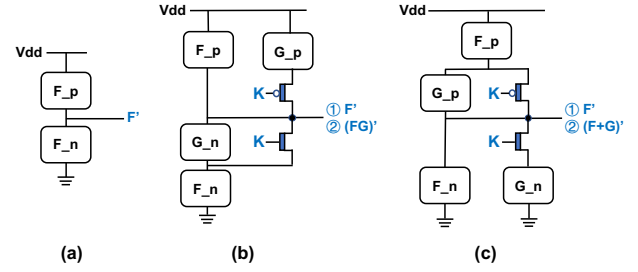 Vdd
F_p
F'
F_n
(a)
Vdd
F_p
G_p
K
① F'
② (FG)'
K
G_n
F_n
(b)
Vdd
F_p
G_p
K
① F'
② (F+G)'
K
F_n
G_n
(c)